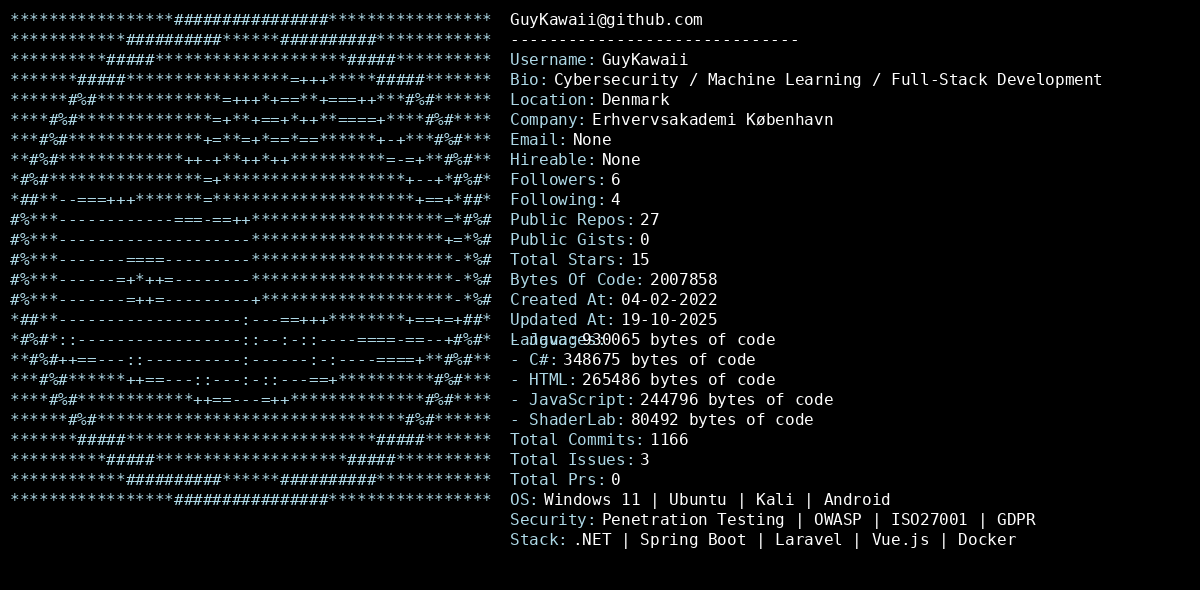 GuyKawaii@github.com
------------------------------
Username: GuyKawaii
Bio: Cybersecurity / Machine Learning / Full-Stack Development
Location: Denmark
Company: Erhvervsakademi København
Email: None
Hireable: None
Followers: 6
Following: 4
Public Repos: 27
Public Gists: 0
Total Stars: 15
Bytes Of Code: 2007858
Created At: 04-02-2022
Updated At: 19-10-2025
Languages:
- Java: 930065 bytes of code
- C#: 348675 bytes of code
- HTML: 265486 bytes of code
- JavaScript: 244796 bytes of code
- ShaderLab: 80492 bytes of code
Total Commits: 1166
Total Issues: 3
Total Prs: 0
OS: Windows 11 | Ubuntu | Kali | Android
Security: Penetration Testing | OWASP | ISO27001 | GDPR
Stack: .NET | Spring Boot | Laravel | Vue.js | Docker